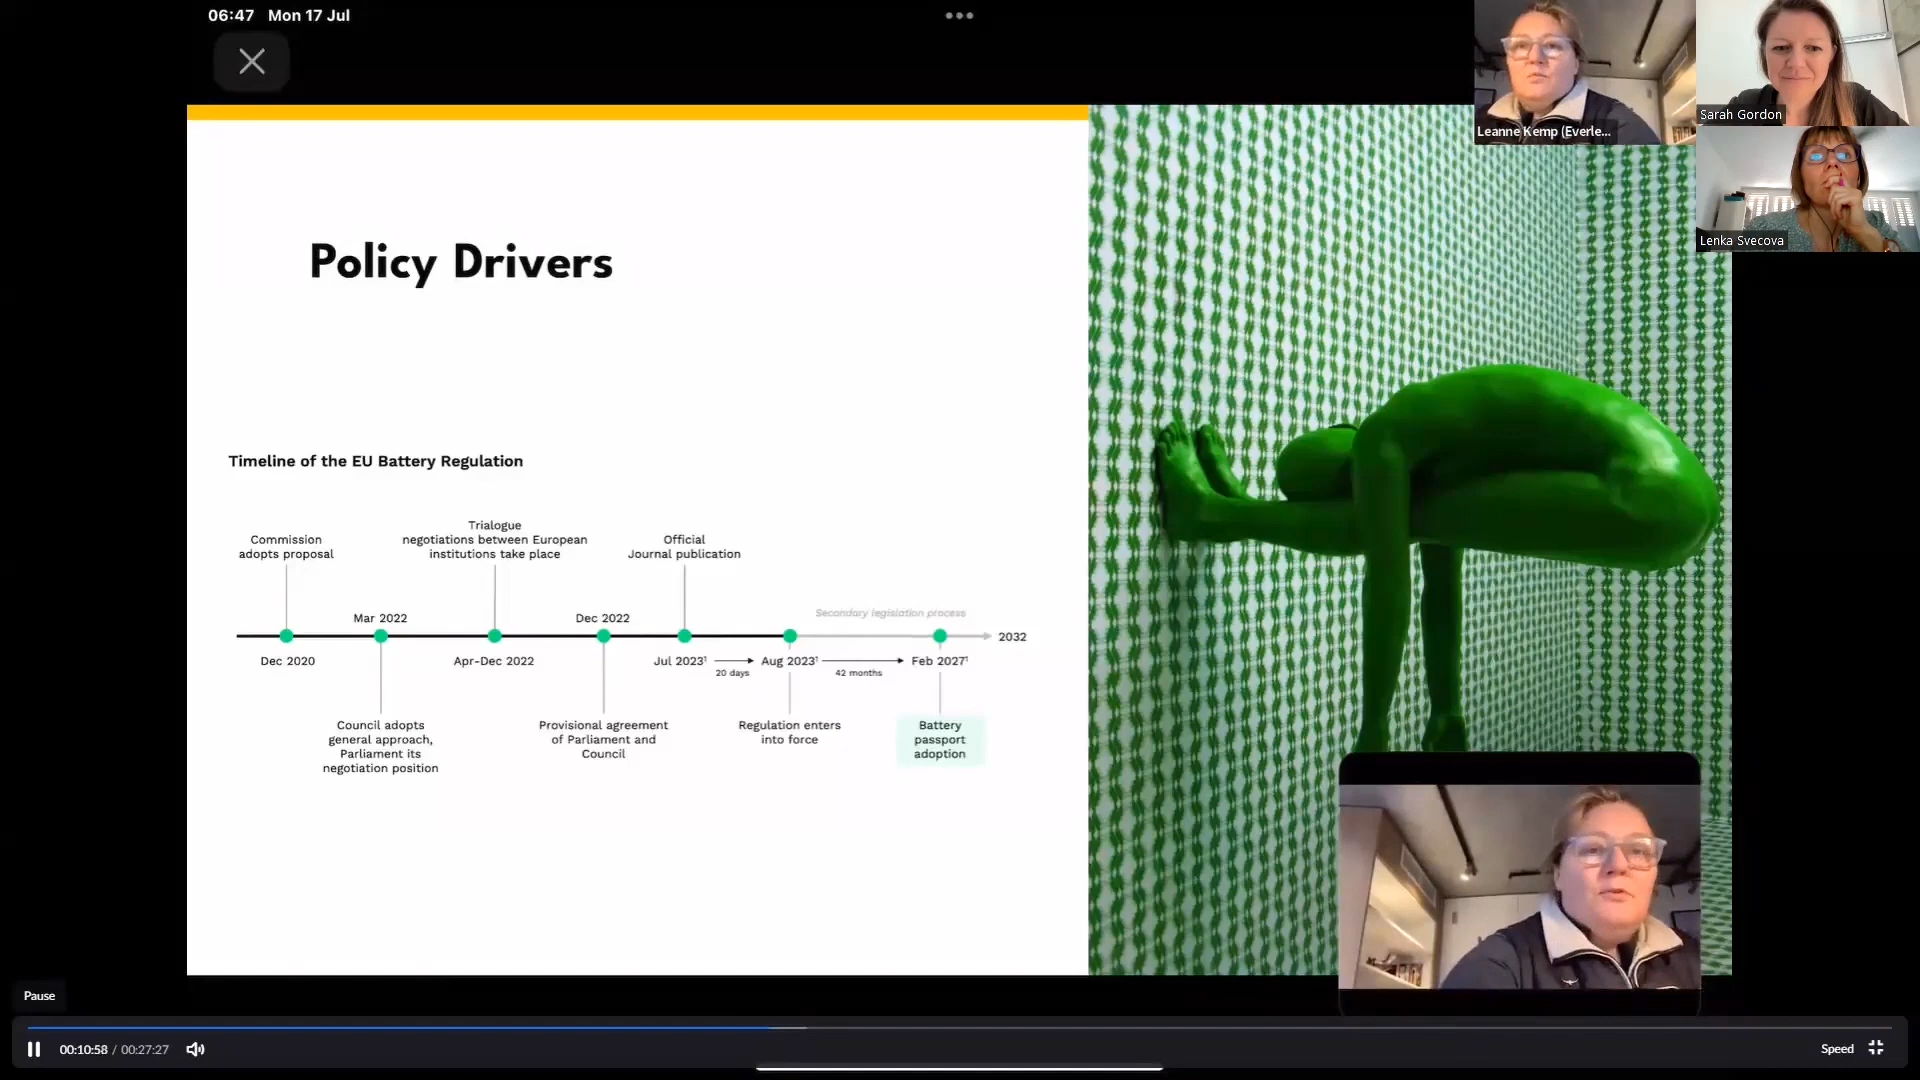 06:47 Mon 17 Jul
Leanne Kemp (Everle...
Sarah Gordon
Lenka Svecova
Policy Drivers
Timeline of the EU Battery Regulation
Commission
adopts proposal
Trialogue
negotiations between European
institutions take place
Official
Journal publication
Secondary legislation process
Mar 2022
Dec 2022
2032
Dec 2020
Apr-Dec 2022
Jul 2023¹
20 days
Aug 2023¹
42 months
Feb 2027¹
Council adopts
general approach,
Parliament its
negotiation position
Provisional agreement
of Parliament and
Council
Regulation enters
into force
Battery
passport
adoption
Pause
00:10:58 / 00:27:27
Speed